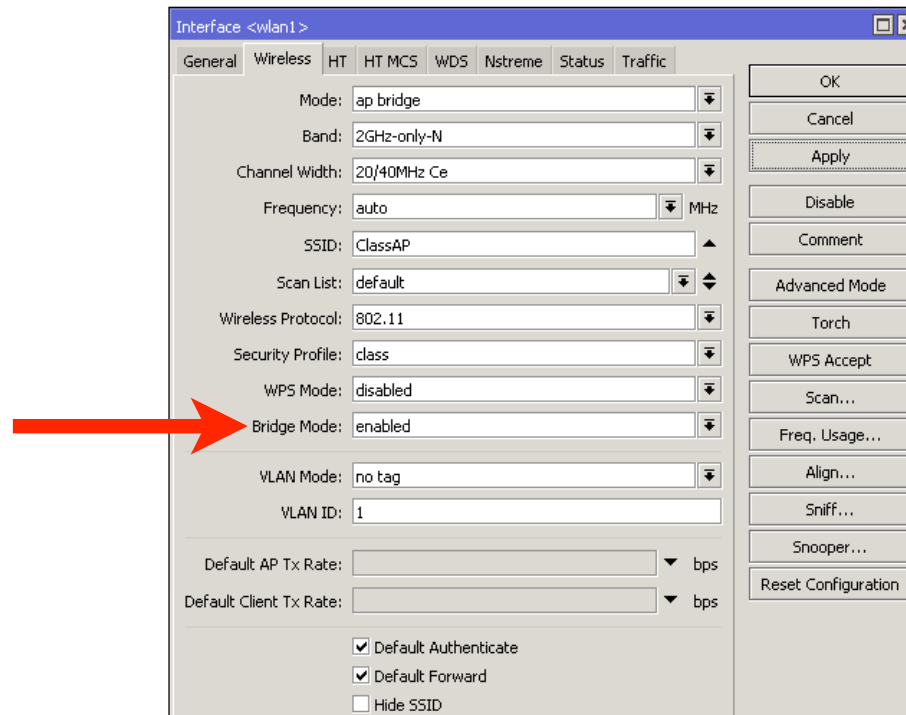 Interface <wlan1>
General Wireless HT HT MCS WDS Nstreme Status Traffic
Mode: ap bridge
Band: 2GHz-only-N
Channel Width: 20/40MHz Ce
Frequency: auto MHz
SSID: ClassAP
Scan List: default
Wireless Protocol: 802.11
Security Profile: class
WPS Mode: disabled
Bridge Mode: enabled
VLAN Mode: no tag
VLAN ID: 1
Default AP Tx Rate: bps
Default Client Tx Rate: bps
Default Authenticate
Default Forward
Hide SSID
OK
Cancel
Apply
Disable
Comment
Advanced Mode
Torch
WPS Accept
Scan...
Freq. Usage...
Align...
Sniff...
Snooper...
Reset Configuration